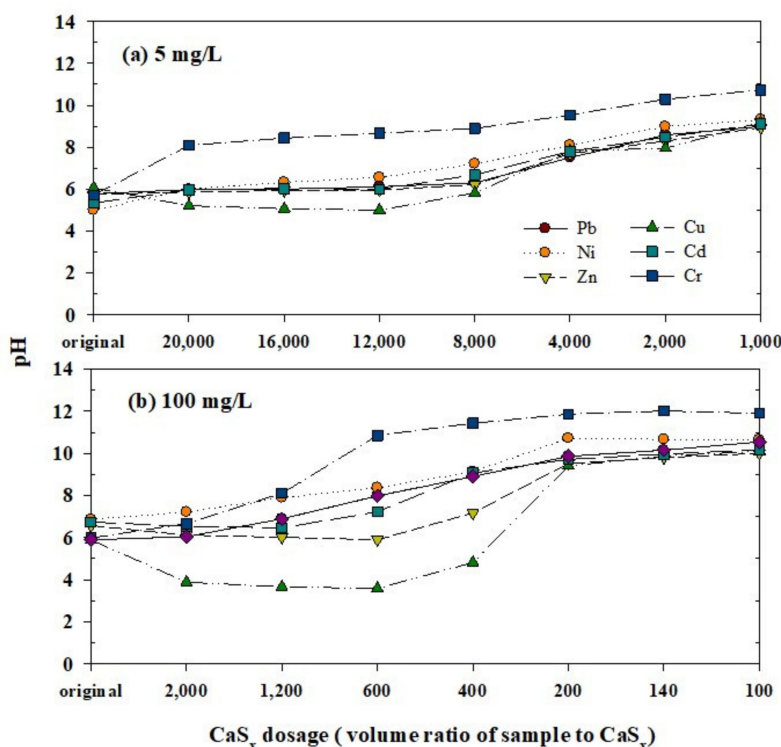 14
(a) 5 mg/L
12
10
8
6
4
2
0
Pb
Cu
Ni
Cd
Zn
Cr
original 20,000 16,000 12,000 8,000 4,000 2,000 1,000
pH
14
(b) 100 mg/L
12
10
8
6
4
2
0
original 2,000 1,200 600 400 200 140 100
CaSₓ dosage ( volume ratio of sample to CaSₓ)